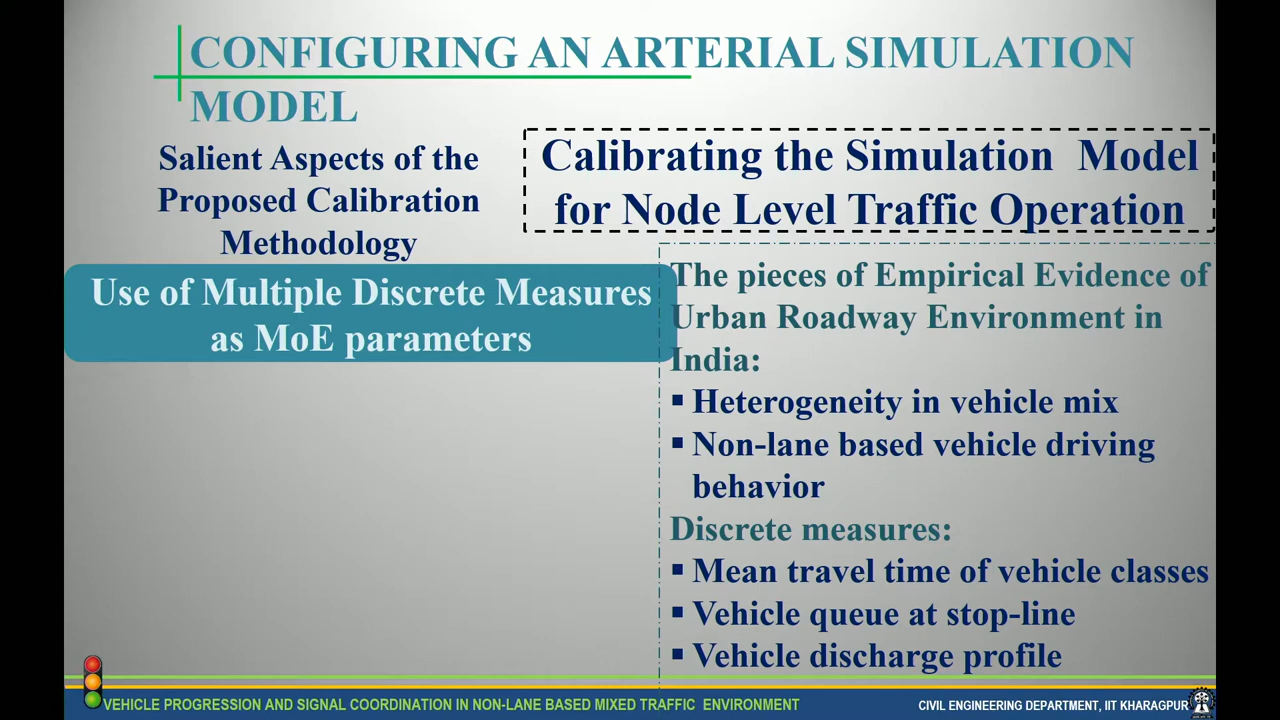 CONFIGURING AN ARTERIAL SIMULATION
MODEL
Salient Aspects of the
Proposed Calibration
Methodology
Use of Multiple Discrete Measures
as MoE parameters
Calibrating the Simulation Model
for Node Level Traffic Operation
The pieces of Empirical Evidence of
Urban Roadway Environment in
India:
▪ Heterogeneity in vehicle mix
▪ Non-lane based vehicle driving
behavior
Discrete measures:
▪ Mean travel time of vehicle classes
▪ Vehicle queue at stop-line
▪ Vehicle discharge profile
VEHICLE PROGRESSION AND SIGNAL COORDINATION IN NON-LANE BASED MIXED TRAFFIC ENVIRONMENT
CIVIL ENGINEERING DEPARTMENT, IIT KHARAGPUR